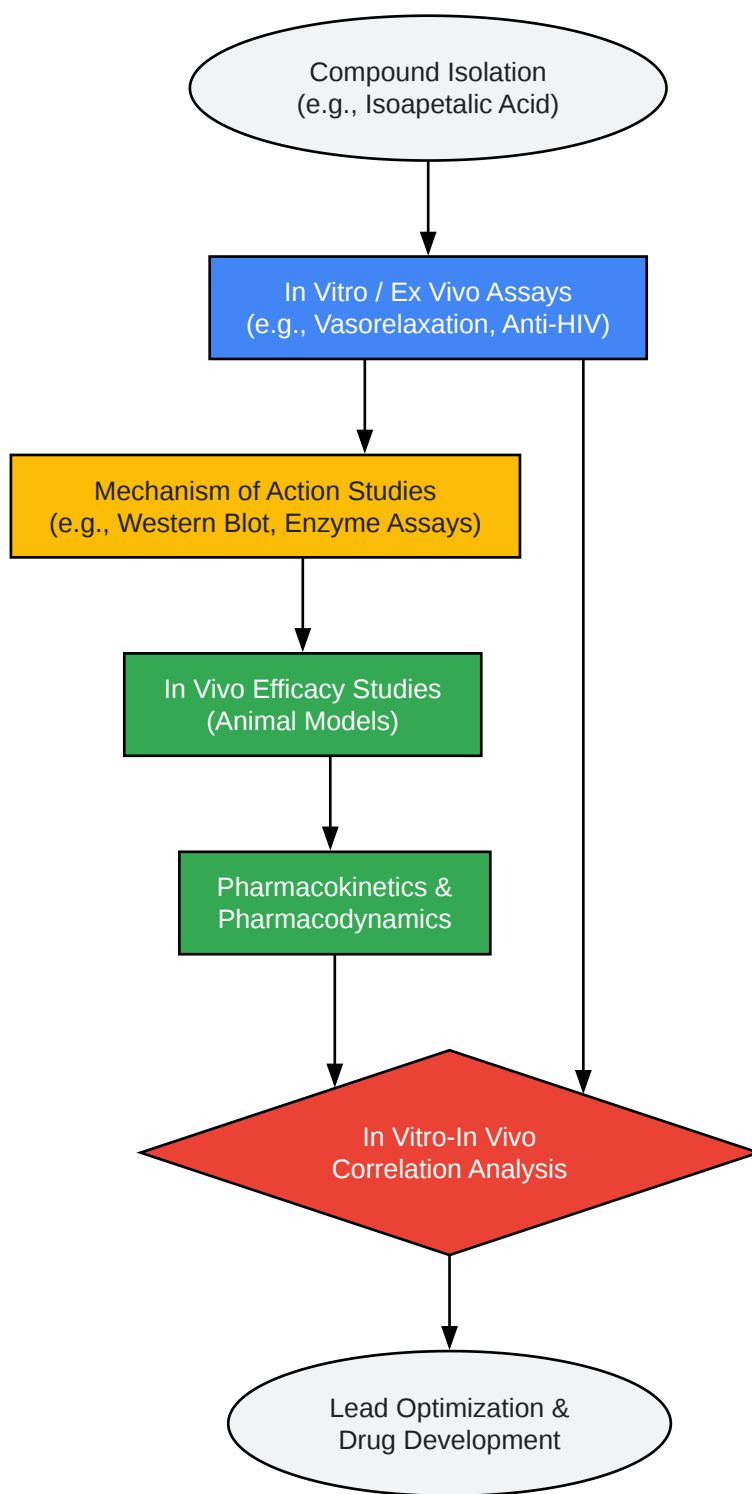 Compound Isolation
(e.g., Isoapetalic Acid)
In Vitro / Ex Vivo Assays
(e.g., Vasorelaxation, Anti-HIV)
Mechanism of Action Studies
(e.g., Western Blot, Enzyme Assays)
In Vivo Efficacy Studies
(Animal Models)
Pharmacokinetics &
Pharmacodynamics
In Vitro-In Vivo
Correlation Analysis
Lead Optimization &
Drug Development